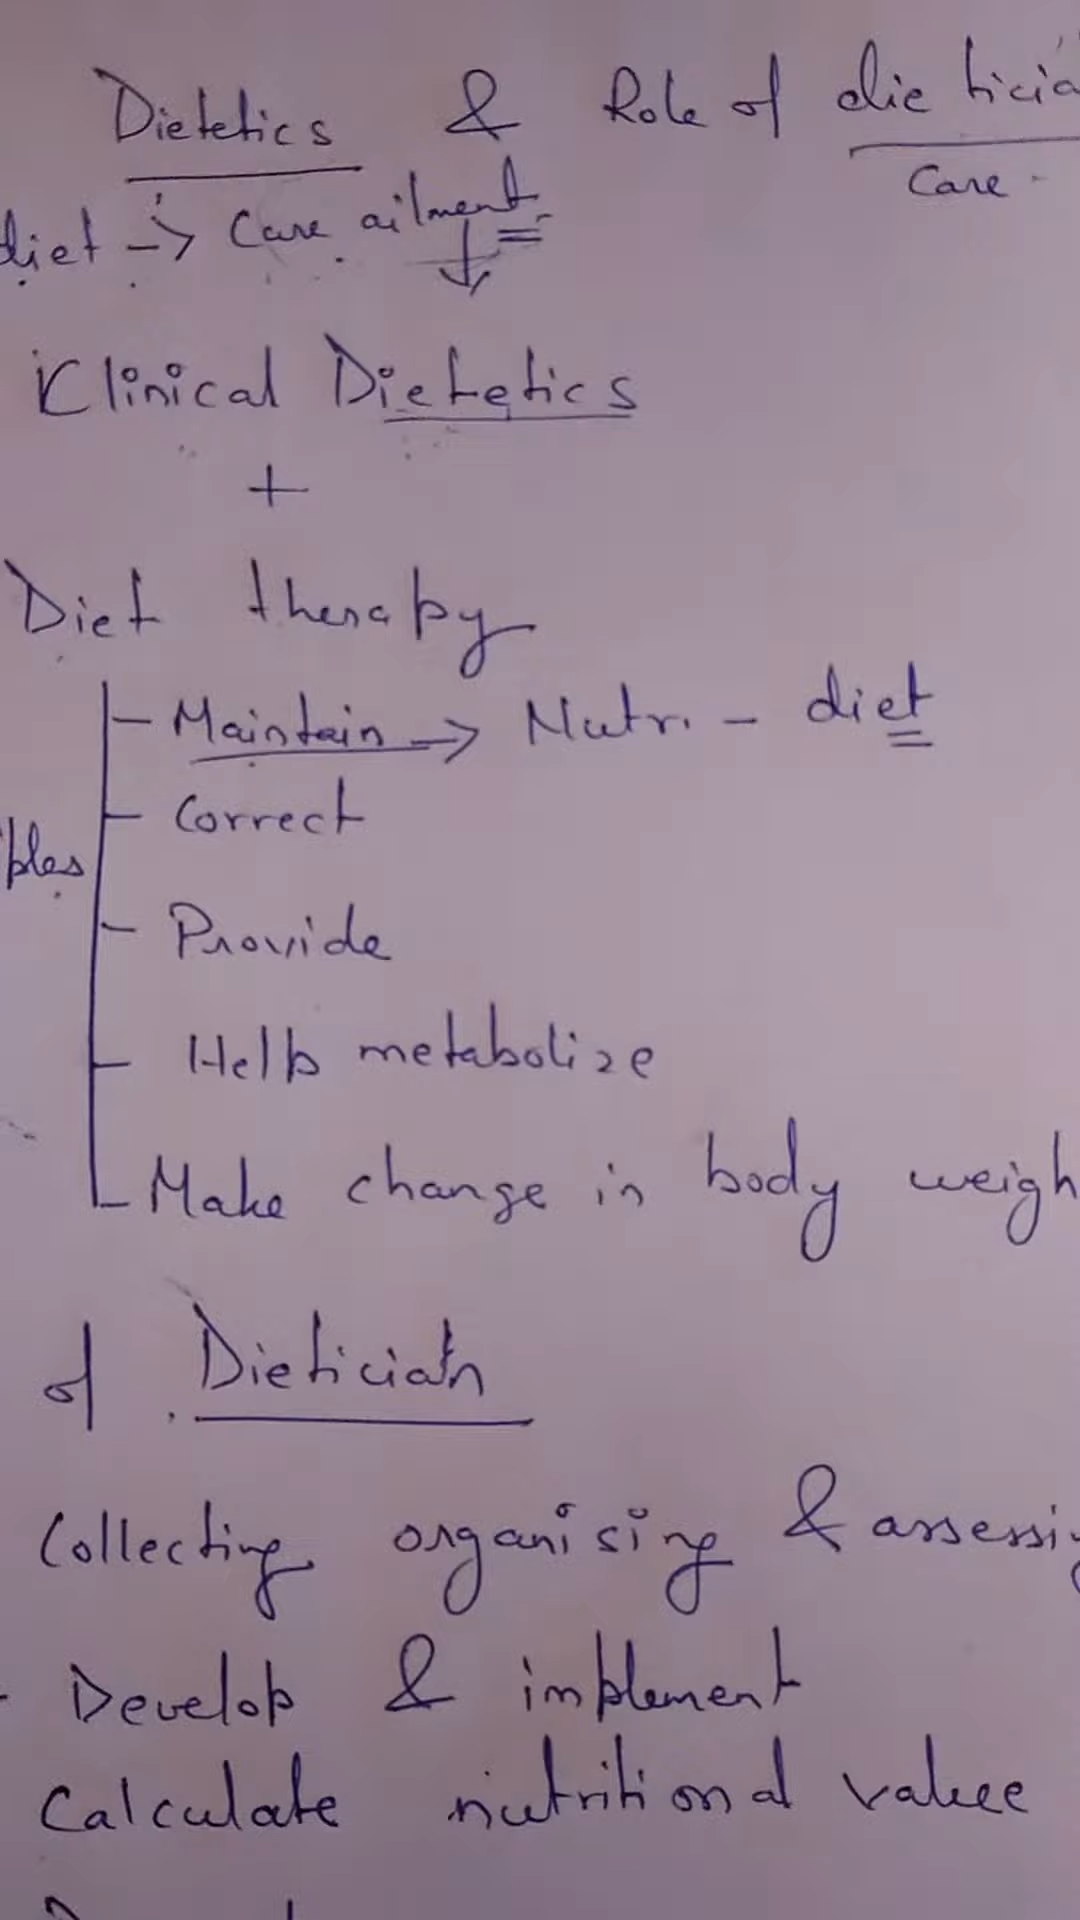 Dietetics & Role of dieticia
Care
diet -> Care ailment
Clinical Dietetics
+
Diet therapy
- Maintain -> Nutri - diet
- Correct
ples
- Provide
- Help metabolize
- Make change in body weigh
of Dietician
Collecting organising & assessi
- Develop & implement
Calculate nutritional value